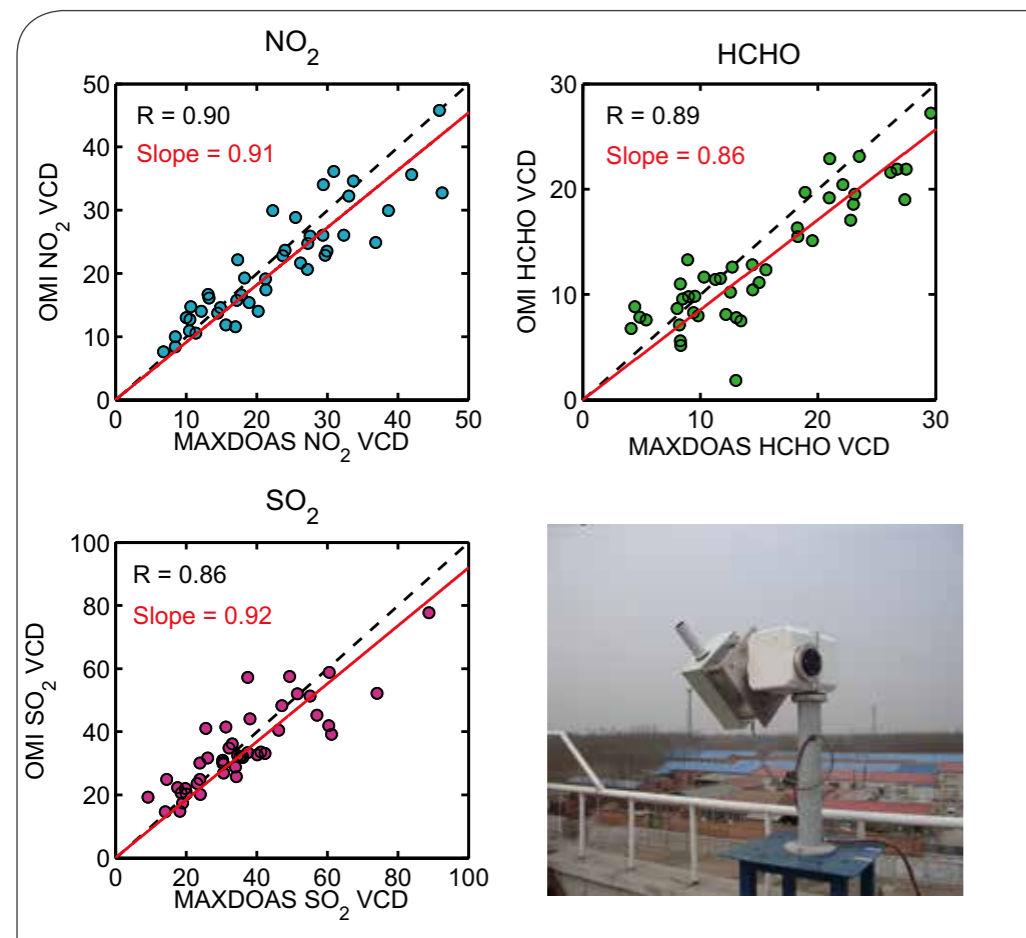 NO2
50
40
30
20
10
0
R = 0.90
Slope = 0.91
OMI NO2 VCD
0 10 20 30 40 50
MAXDOAS NO2 VCD
HCHO
30
20
10
0
R = 0.89
Slope = 0.86
OMI HCHO VCD
0 10 20 30
MAXDOAS HCHO VCD
SO2
100
80
60
40
20
0
R = 0.86
Slope = 0.92
OMI SO2 VCD
0 20 40 60 80 100
MAXDOAS SO2 VCD